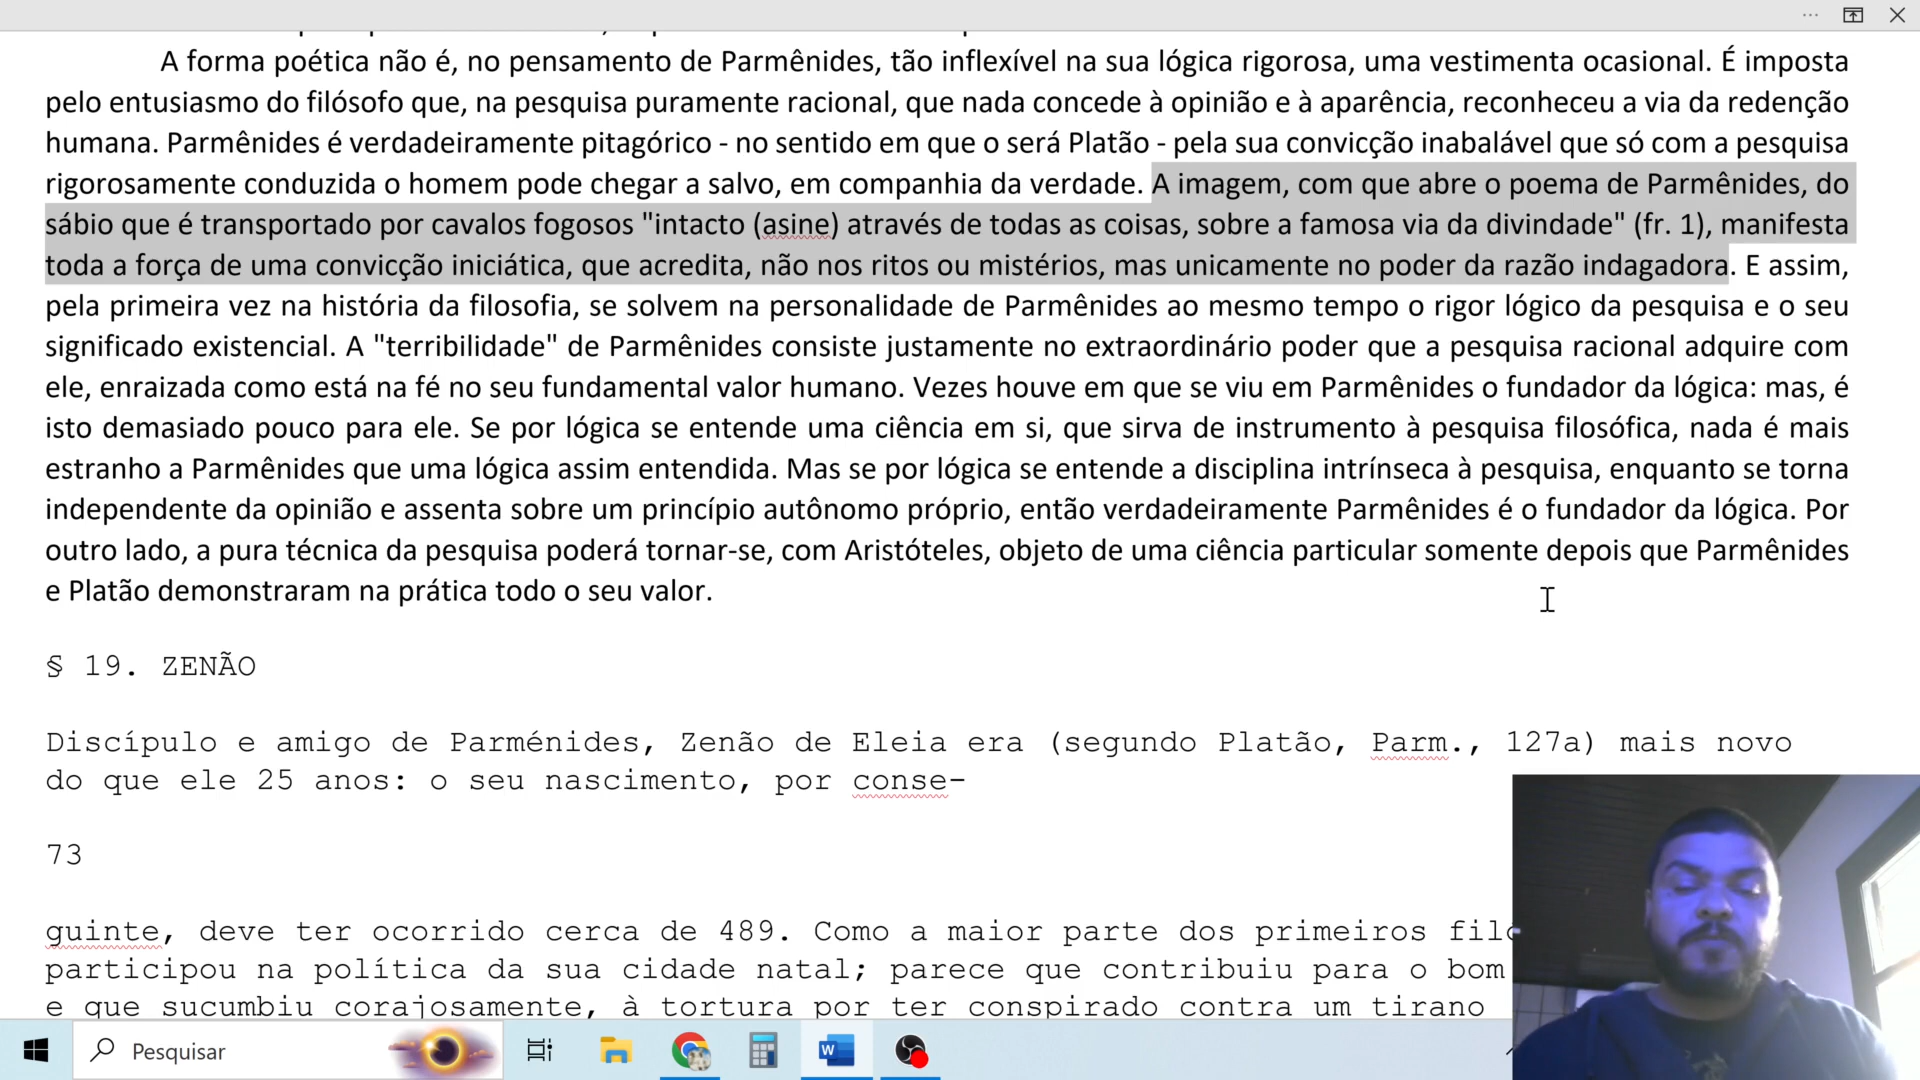 A forma poética não é, no pensamento de Parmênides, tão inflexível na sua lógica rigorosa, uma vestimenta ocasional. É imposta
pelo entusiasmo do filósofo que, na pesquisa puramente racional, que nada concede à opinião e à aparência, reconheceu a via da redenção
humana. Parmênides é verdadeiramente pitagórico - no sentido em que o será Platão - pela sua convicção inabalável que só com a pesquisa
rigorosamente conduzida o homem pode chegar a salvo, em companhia da verdade. A imagem, com que abre o poema de Parmênides, do
sábio que é transportado por cavalos fogosos "intacto (asine) através de todas as coisas, sobre a famosa via da divindade" (fr. 1), manifesta
toda a força de uma convicção iniciática, que acredita, não nos ritos ou mistérios, mas unicamente no poder da razão indagadora. E assim,
pela primeira vez na história da filosofia, se solvem na personalidade de Parmênides ao mesmo tempo o rigor lógico da pesquisa e o seu
significado existencial. A "terribilidade" de Parmênides consiste justamente no extraordinário poder que a pesquisa racional adquire com
ele, enraizada como está na fé no seu fundamental valor humano. Vezes houve em que se viu em Parmênides o fundador da lógica: mas, é
isto demasiado pouco para ele. Se por lógica se entende uma ciência em si, que sirva de instrumento à pesquisa filosófica, nada é mais
estranho a Parmênides que uma lógica assim entendida. Mas se por lógica se entende a disciplina intrínseca à pesquisa, enquanto se torna
independente da opinião e assenta sobre um princípio autônomo próprio, então verdadeiramente Parmênides é o fundador da lógica. Por
outro lado, a pura técnica da pesquisa poderá tornar-se, com Aristóteles, objeto de uma ciência particular somente depois que Parmênides
e Platão demonstraram na prática todo o seu valor.
§ 19. ZENÃO
Discípulo e amigo de Parménides, Zenão de Eleia era (segundo Platão, Parm., 127a) mais novo
do que ele 25 anos: o seu nascimento, por conse-
73
guinte, deve ter ocorrido cerca de 489. Como a maior parte dos primeiros
participou na política da sua cidade natal; parece que contribuiu para o bom
e que sucumbiu corajosamente, à tortura por ter conspirado contra um tirano
Pesquisar